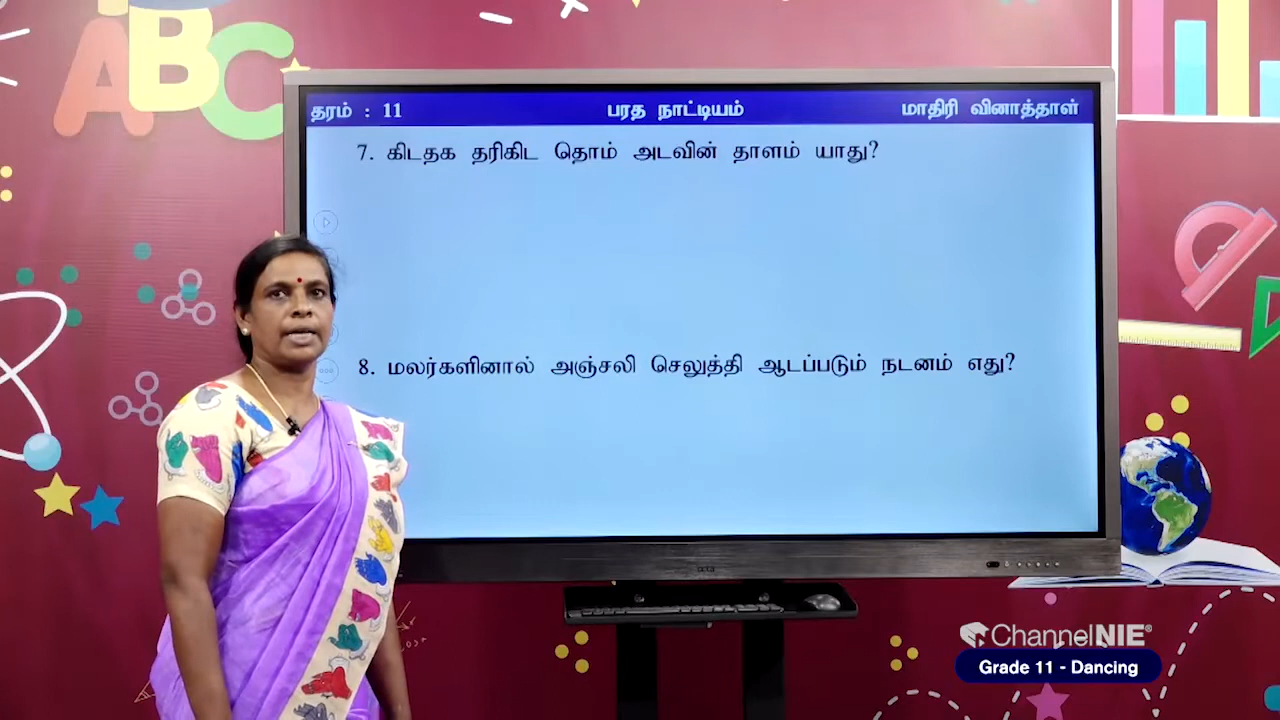 ABC
தரம் : 11 பரத நாட்டியம் மாதிரி வினாத்தாள்
7. கிடதக தரிகிட தொம் அடவின் தாளம் யாது?
8. மலர்களினால் அஞ்சலி செலுத்தி ஆடப்படும் நடனம் எது?
ChannelNIE®
Grade 11 - Dancing